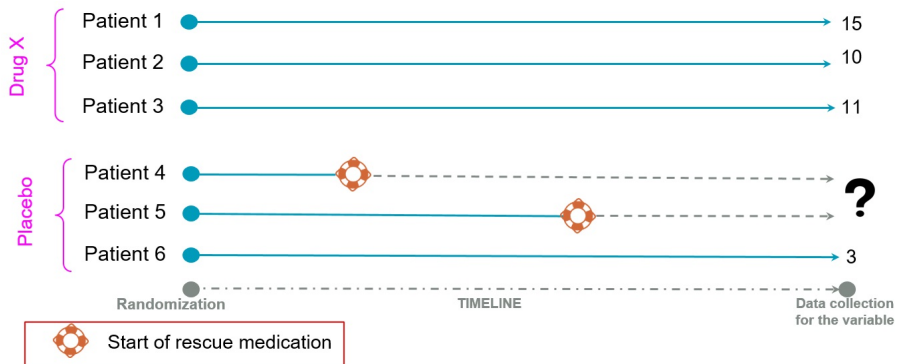 Drug X
Patient 1
15
Patient 2
10
Patient 3
11
Placebo
Patient 4
Patient 5
?
Patient 6
3
Randomization
TIMELINE
Data collection
for the variable
Start of rescue medication